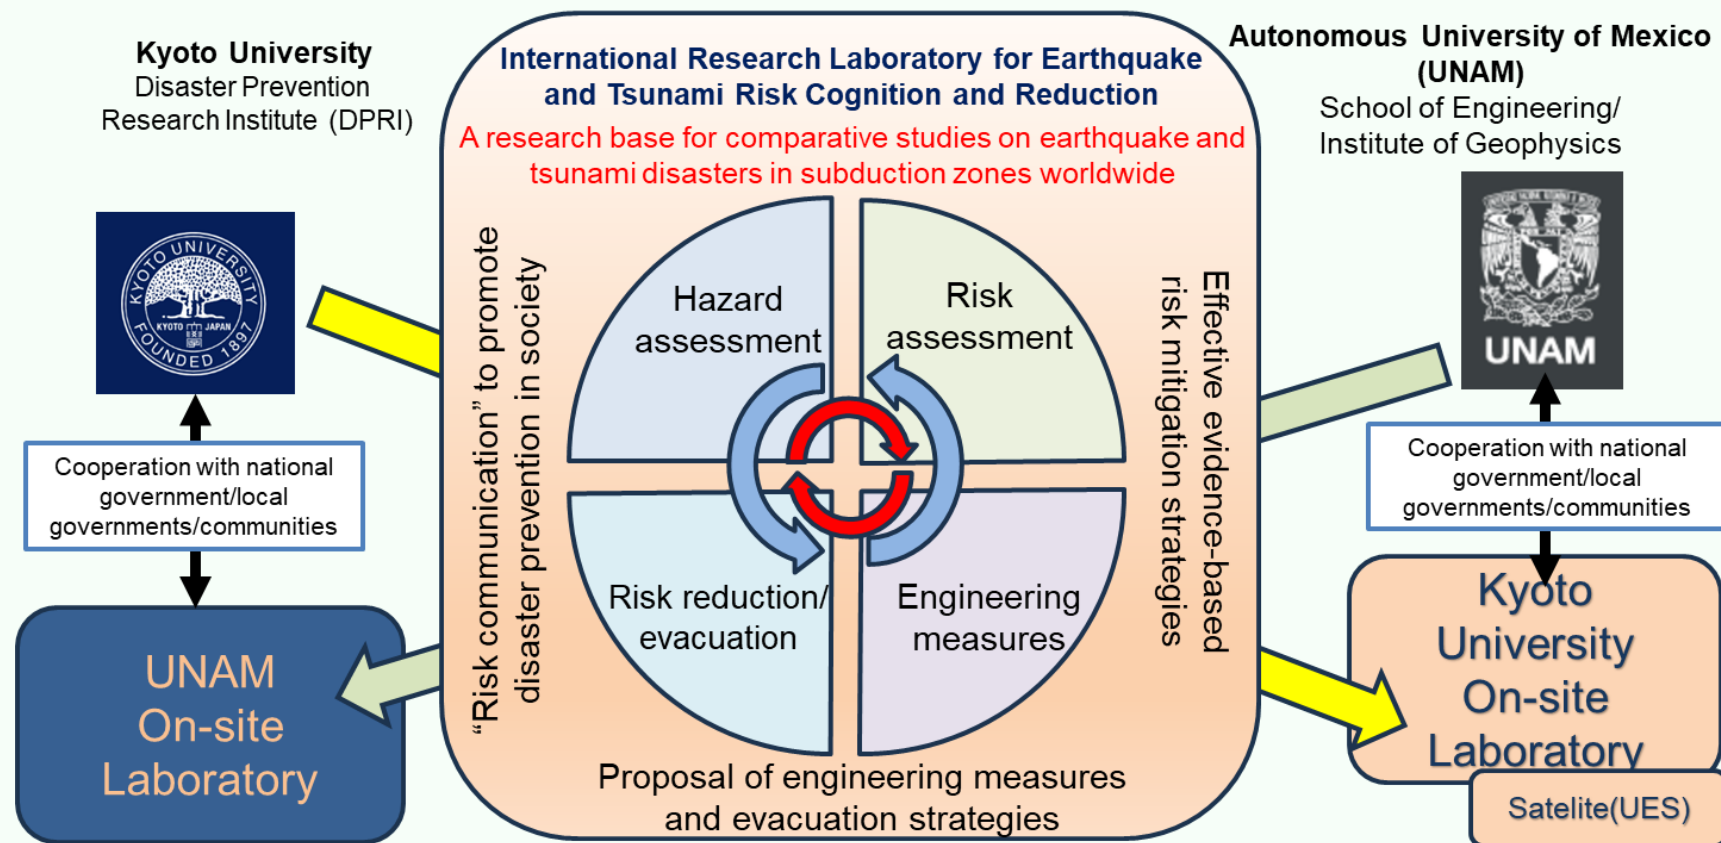 Kyoto University
Disaster Prevention
Research Institute (DPRI)
KYOTO UNIVERSITY
KYOTO JAPAN
FOUNDED 1897
Cooperation with national
government/local
governments/communities
UNAM
On-site
Laboratory
International Research Laboratory for Earthquake
and Tsunami Risk Cognition and Reduction
A research base for comparative studies on earthquake and
tsunami disasters in subduction zones worldwide
“Risk communication” to promote
disaster prevention in society
Hazard
assessment
Risk
assessment
Risk reduction/
evacuation
Engineering
measures
Effective evidence-based
risk mitigation strategies
Proposal of engineering measures
and evacuation strategies
Autonomous University of Mexico
(UNAM)
School of Engineering/
Institute of Geophysics
UNAM
Cooperation with national
government/local
governments/communities
Kyoto
University
On-site
Laboratory
Satelite(UES)